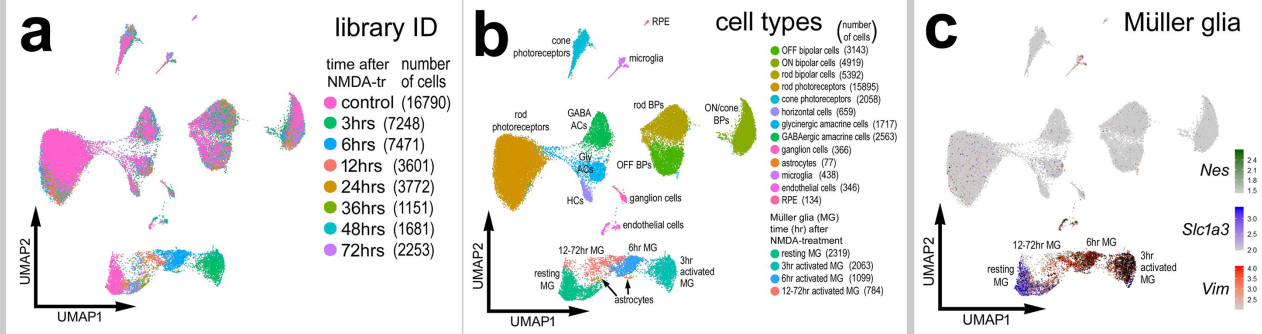 a
library ID
time after number
NMDA-tr of cells
control (16790)
3hrs (7248)
6hrs (7471)
12hrs (3601)
24hrs (3772)
36hrs (1151)
48hrs (1681)
72hrs (2253)
UMAP2
UMAP1
b
cell types (number of cells)
RPE
cone
photoreceptors
microglia
rod
photoreceptors
GABA
ACs
rod BPs
ON/cone
BPs
Gly
ACs
OFF BPs
HCs
ganglion cells
endothelial cells
12-72hr MG
6hr MG
resting
MG
3hr
activated
MG
astrocytes
UMAP2
UMAP1
OFF bipolar cells (3143)
ON bipolar cells (4919)
rod bipolar cells (5392)
rod photoreceptors (15895)
cone photoreceptors (2058)
horizontal cells (659)
glycinergic amacrine cells (1717)
GABAergic amacrine cells (2563)
ganglion cells (366)
astrocytes (77)
microglia (438)
endothelial cells (346)
RPE (134)
Müller glia (MG)
time (hr) after
NMDA-treatment
resting MG (2319)
3hr activated MG (2063)
6hr activated MG (1099)
12-72hr activated MG (784)
c
Müller glia
12-72hr MG
6hr MG
resting
MG
3hr
activated
MG
UMAP2
UMAP1
Nes
2.4
2.1
1.8
1.5
Slc1a3
3.0
2.5
2.0
Vim
4.0
3.5
3.0
2.5